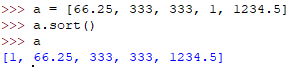 >>> a = [66.25, 333, 333, 1, 1234.5]
>>> a.sort()
>>> a
[1, 66.25, 333, 333, 1234.5]